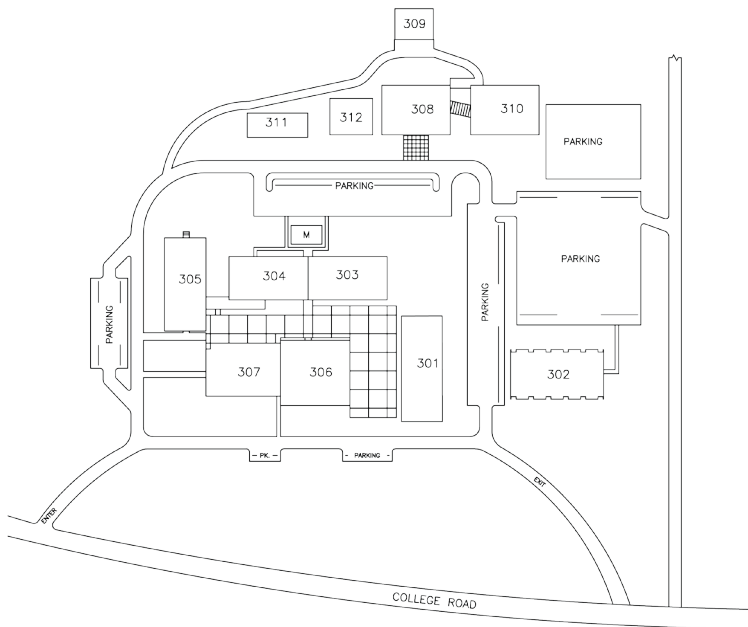 309
308
310
312
311
PARKING
PARKING
M
305
304
303
PARKING
PARKING
PARKING
301
302
307
306
PK.
PARKING
EXIT
ENTER
COLLEGE ROAD